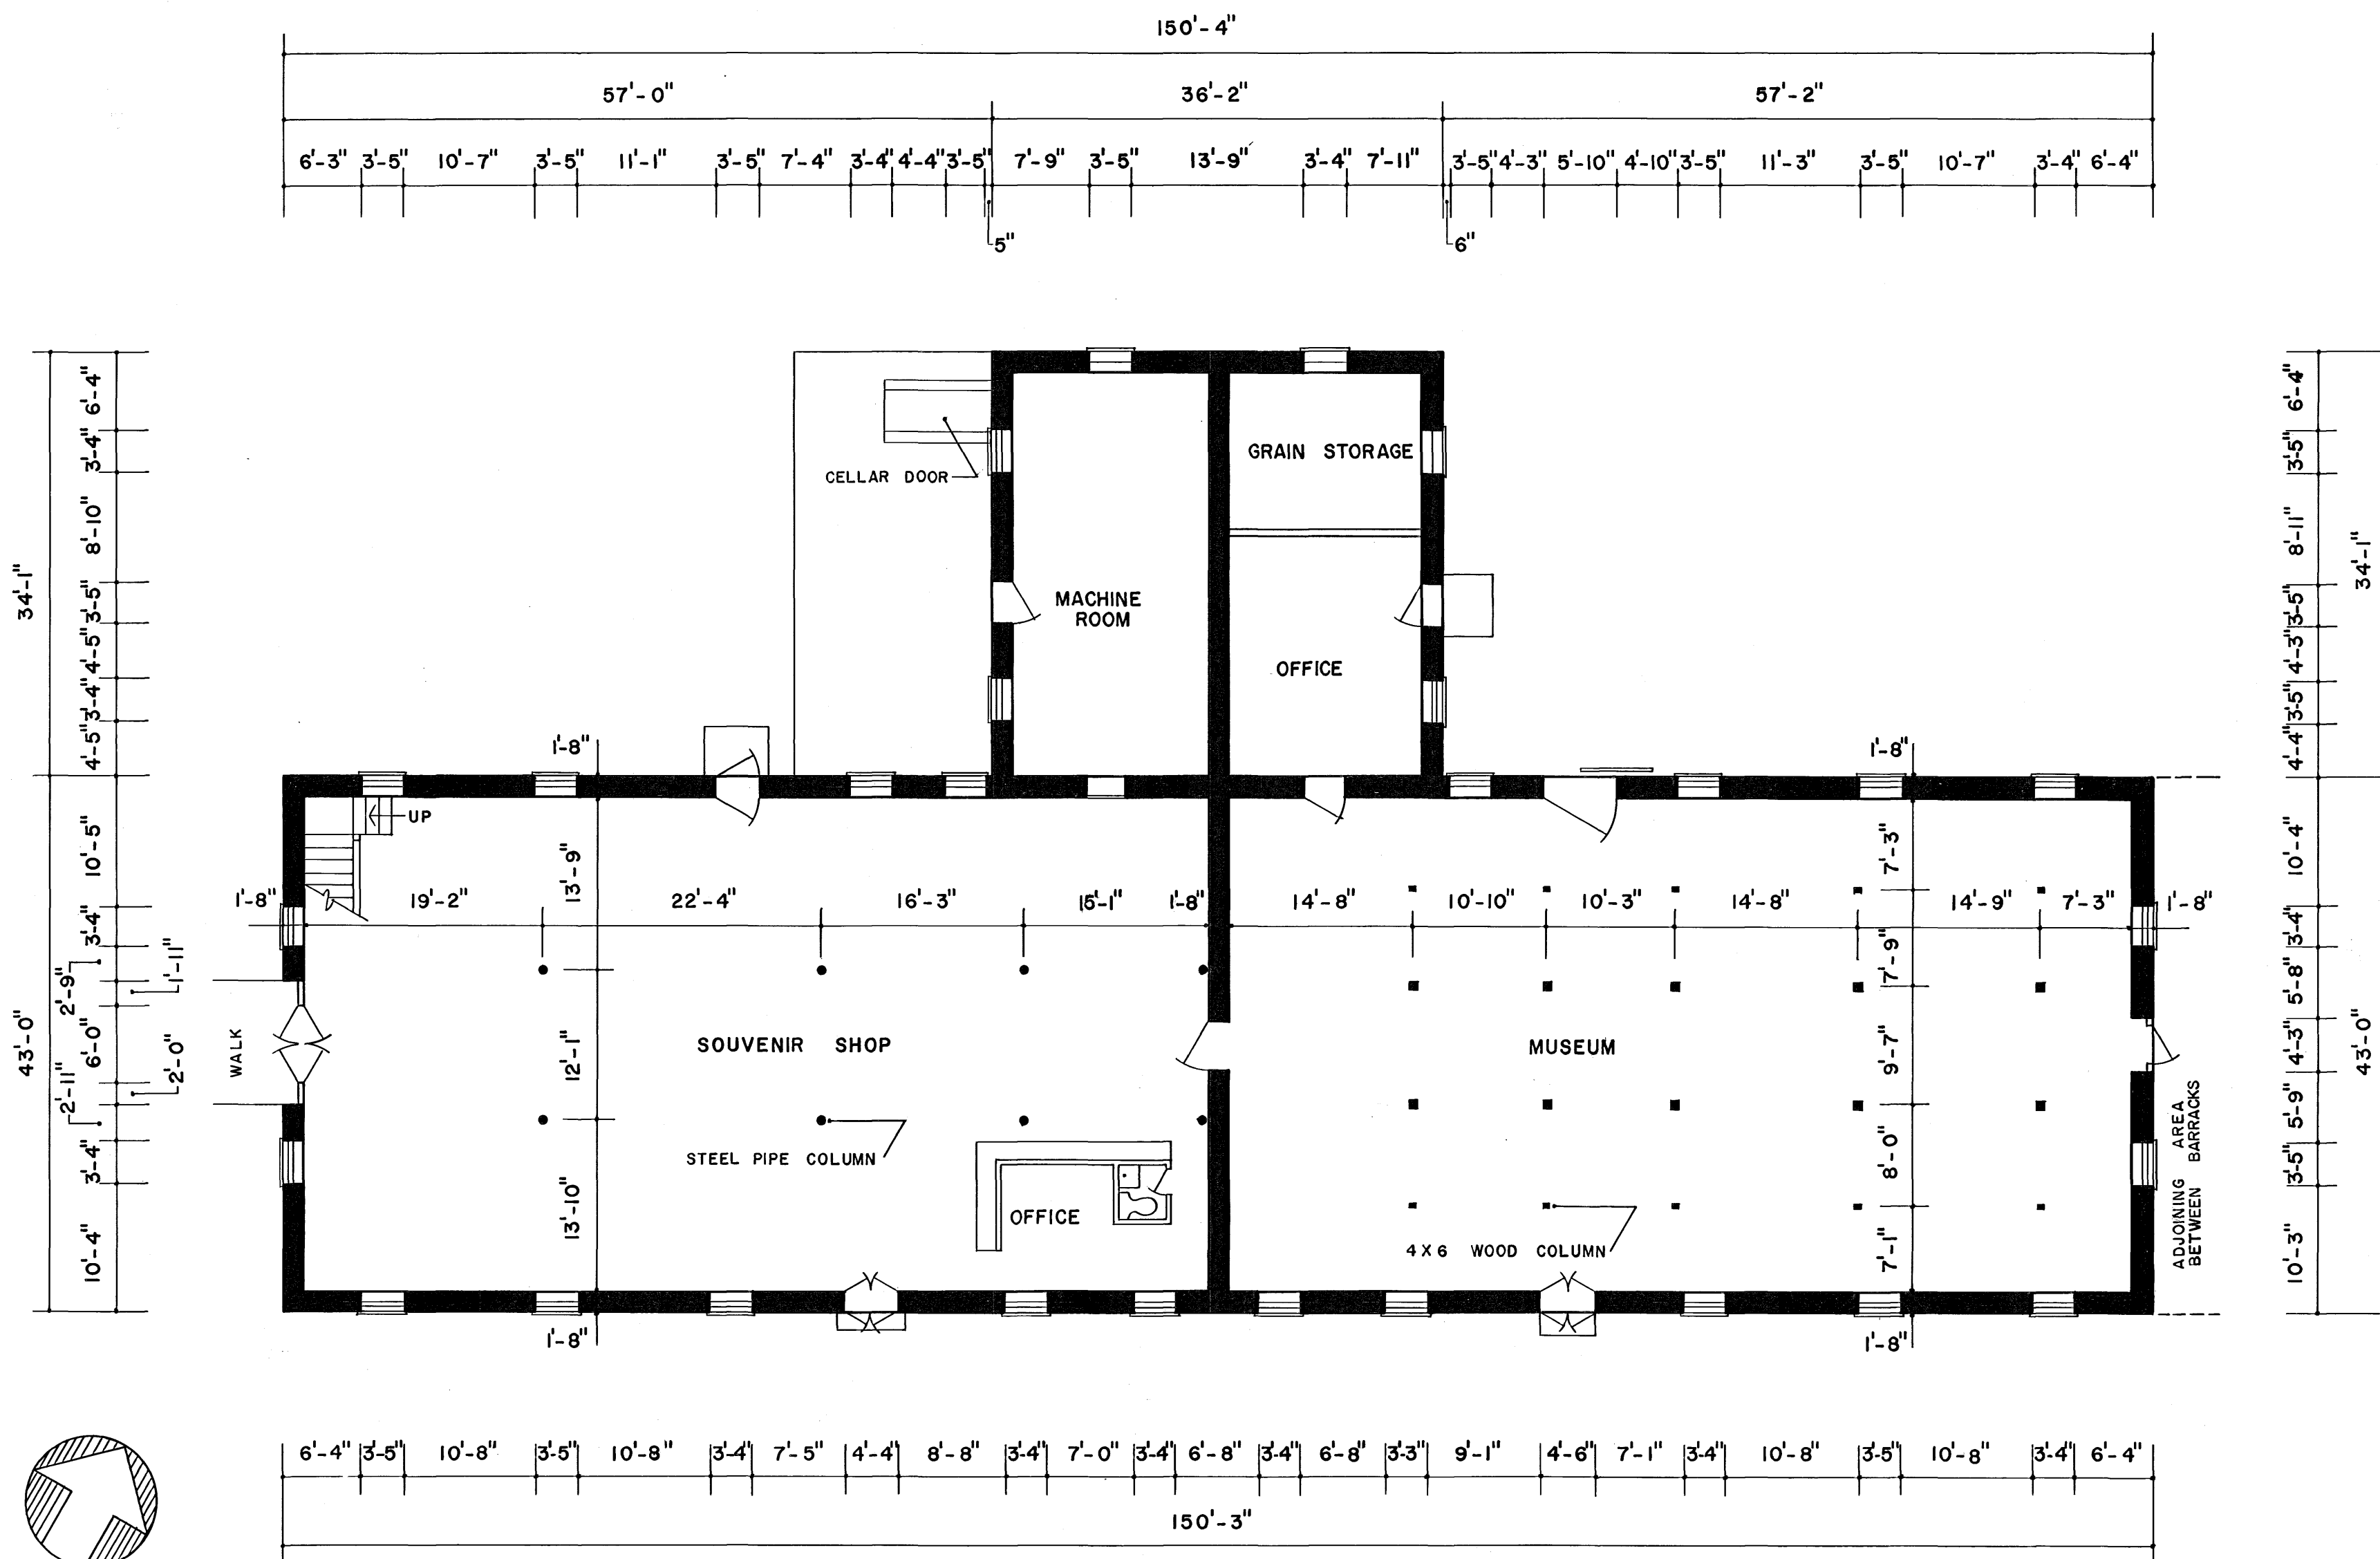 150'-4"
57'-0" 36'-2" 57'-2"
6'-3" 3'-5" 10'-7" 3'-5" 11'-1" 3'-5" 7'-4" 3'-4" 4'-4" 3'-5" 7'-9" 3'-5" 13'-9" 3'-4" 7'-11" 3'-5" 4'-3" 5'-10" 4'-10" 3'-5" 11'-3" 3'-5" 10'-7" 3'-4" 6'-4"
5" 6"
34'-1"
43'-0"
6'-4"
3'-4"
8'-10"
3'-5"
4'-5"
3'-4"
4'-5"
10'-5"
3'-4"
2'-9"
1'-11"
6'-0"
2'-0"
2'-11"
3'-4"
10'-4"
CELLAR DOOR
MACHINE
ROOM
GRAIN STORAGE
OFFICE
1'-8" 1'-8"
UP
13'-9"
7'-3"
1'-8" 19'-2" 22'-4" 16'-3" 15'-1" 1'-8" 14'-8" 10'-10" 10'-3" 14'-8" 14'-9" 7'-3" 1'-8"
7'-9"
WALK
SOUVENIR SHOP
12'-1"
MUSEUM
9'-7"
STEEL PIPE COLUMN
8'-0"
13'-10"
OFFICE
4 X 6 WOOD COLUMN
7'-1"
ADJOINING AREA
BETWEEN BARRACKS
1'-8" 1'-8"
6'-4"
3'-5"
8'-11"
3'-5"
4'-3"
3'-5"
4'-4"
10'-4"
3'-4"
5'-8"
4'-3"
5'-9"
3'-5"
10'-3"
34'-1"
43'-0"
6'-4" 3'-5" 10'-8" 3'-5" 10'-8" 3'-4" 7'-5" 4'-4" 8'-8" 3'-4" 7'-0" 3'-4" 6'-8" 3'-4" 6'-8" 3'-3" 9'-1" 4'-6" 7'-1" 3'-4" 10'-8" 3'-5" 10'-8" 3'-4" 6'-4"
150'-3"